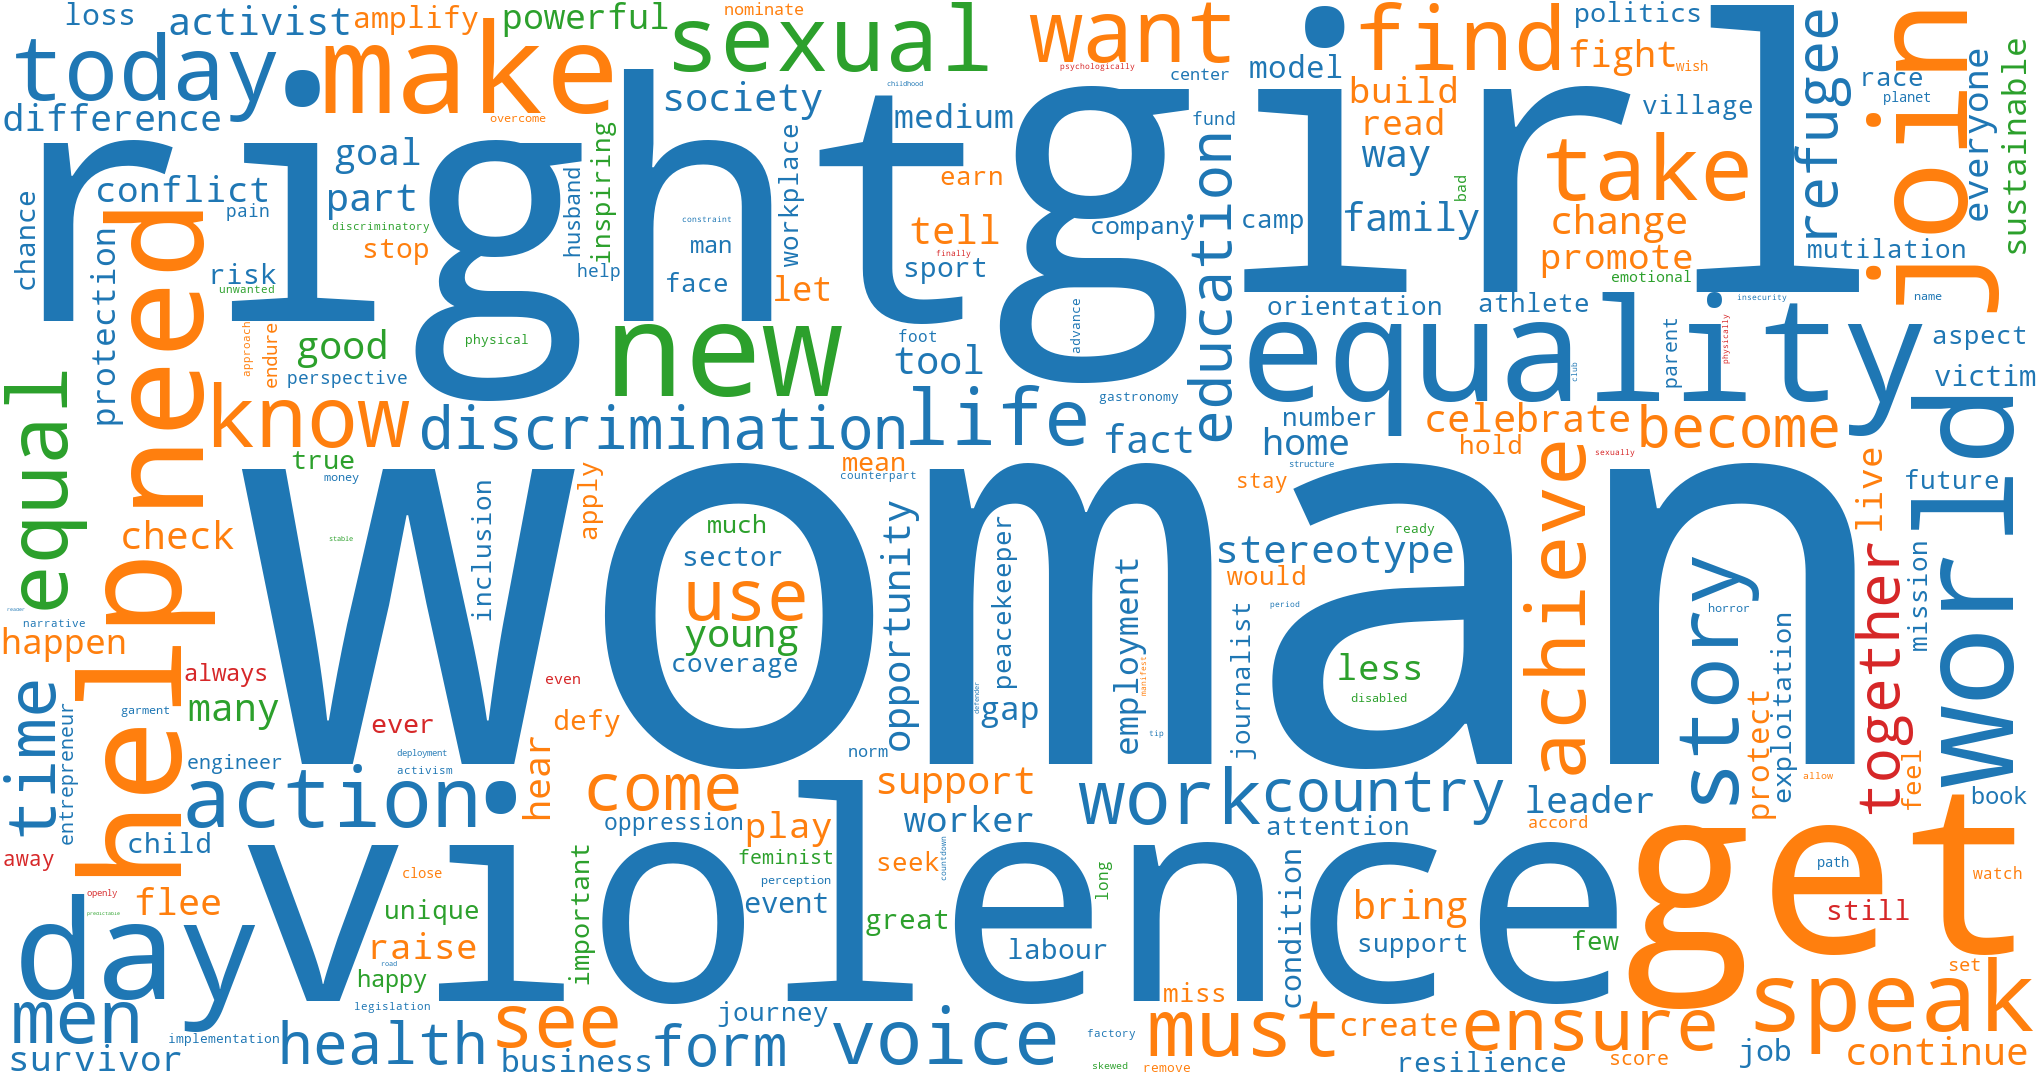 woman
right
girl
violence
get
equality
help
need
world
join
make
sexual
want
find
today
new
take
day
action
equal
know
discrimination
life
education
become
achieve
story
together
speak
ensure
must
voice
form
see
health
men
time
come
work
country
use
young
stereotype
opportunity
refugee
loss
activist
amplify
powerful
nominate
psychologically
center
model
politics
fight
wish
race
planet
everyone
sustainable
difference
overcome
society
childhood
medium
fund
build
read
way
village
goal
part
conflict
chance
pain
discriminatory
stop
husband
inspiring
help
constraint
man
face
workplace
let
earn
tell
finally
sport
company
camp
family
change
promote
emotional
mutilation
bad
protection
risk
unwanted
approach
endure
good
perspective
physical
foot
tool
advance
orientation
athlete
insecurity
name
parent
physically
club
aspect
victim
gastronomy
number
celebrate
fact
home
hold
sexually
structure
true
money
mean
counterpart
stay
live
future
check
stable
inclusion
apply
much
sector
coverage
peacekeeper
employment
manifest
would
period
ready
less
disabled
journalist
horror
mission
reader
narrative
happen
always
many
ever
even
defy
garment
entrepreneur
engineer
deployment
activism
hear
norm
gap
defender
tip
protect
exploitation
allow
feel
book
support
worker
attention
leader
accord
oppression
play
feminist
perception
event
seek
countdown
long
child
away
openly
predictable
flee
close
unique
raise
road
happy
legislation
important
great
labour
condition
bring
support
few
still
path
watch
set
survivor
implementation
business
journey
miss
factory
skewed
remove
create
resilience
score
job
continue